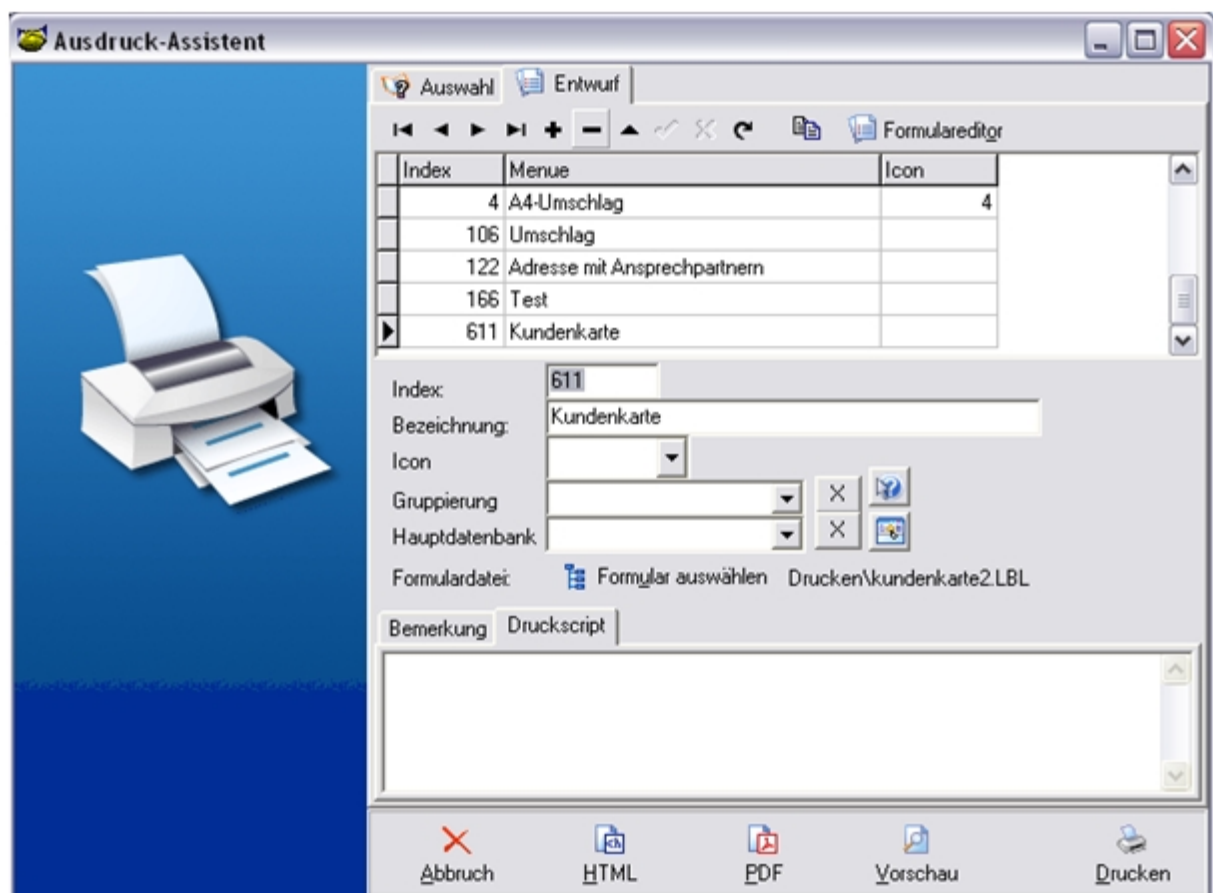 Ausdruck-Assistent
Auswahl Entwurf
Formulareditor
Index Menue Icon
4 A4-Umschlag 4
106 Umschlag
122 Adresse mit Ansprechpartnern
166 Test
611 Kundenkarte
Index: 611
Bezeichnung: Kundenkarte
Icon
Gruppierung
Hauptdatenbank
Formulardatei: Formular auswählen Drucken\kundenkarte2.LBL
Bemerkung Druckscript
Abbruch HTML PDF Vorschau Drucken